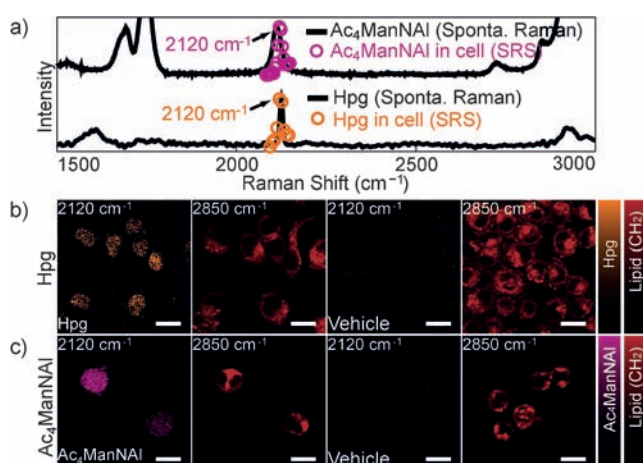 a)
2120 cm⁻¹
Ac₄ManNAl (Sponta. Raman)
Ac₄ManNAl in cell (SRS)
2120 cm⁻¹
Hpg (Sponta. Raman)
Hpg in cell (SRS)
Intensity
1500 2000 2500 3000
Raman Shift (cm⁻¹)
b)
2120 cm⁻¹ 2850 cm⁻¹ 2120 cm⁻¹ 2850 cm⁻¹
Hpg
Hpg
Vehicle
Hpg
Lipid (CH₂)
c)
2120 cm⁻¹ 2850 cm⁻¹ 2120 cm⁻¹ 2850 cm⁻¹
Ac₄ManNAl
Ac₄ManNAl
Vehicle
Ac₄ManNAl
Lipid (CH₂)